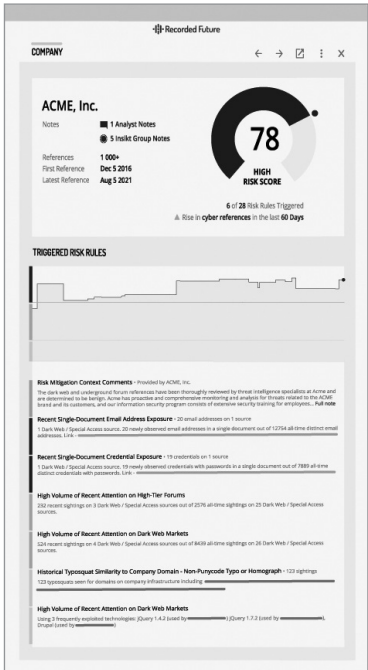 Recorded Future
COMPANY
ACME, Inc.
Notes
1 Analyst Notes
5 Insikt Group Notes
References 1 000+
First Reference Dec 5 2016
Latest Reference Aug 5 2021
78
HIGH
RISK SCORE
6 of 28 Risk Rules Triggered
Rise in cyber references in the last 60 Days
TRIGGERED RISK RULES
Risk Mitigation Context Comments - Provided by ACME, Inc.
The dark web and underground forum references have been thoroughly reviewed by threat intelligence specialists at Acme and
are determined to be benign. Acme has proactive and comprehensive monitoring and analysis for threats related to the ACME
brand and its customers, and our information security program consists of extensive security training for employees... Full note
Recent Single-Document Email Address Exposure - 20 email addresses on 1 source
1 Dark Web / Special Access source. 20 newly observed email addresses in a single document out of 12754 all-time distinct email
addresses. Link -
Recent Single-Document Credential Exposure - 19 credentials on 1 source
1 Dark Web / Special Access source. 19 newly observed credentials with passwords in a single document out of 7889 all-time
distinct credentials with passwords. Link -
High Volume of Recent Attention on High-Tier Forums
232 recent sightings on 3 Dark Web / Special Access sources out of 2576 all-time sightings on 25 Dark Web / Special Access
sources.
High Volume of Recent Attention on Dark Web Markets
524 recent sightings on 4 Dark Web / Special Access sources out of 8439 all-time sightings on 26 Dark Web / Special Access
sources.
Historical Typosquat Similarity to Company Domain - Non-Punycode Typo or Homograph - 123 sightings
123 typosquats seen for domains on company infrastructure including
High Volume of Recent Attention on Dark Web Markets
Using 3 frequently exploited technologies: jQuery 1.4.2 (used by ) jQuery 1.7.2 (used by ),
Drupal (used by )